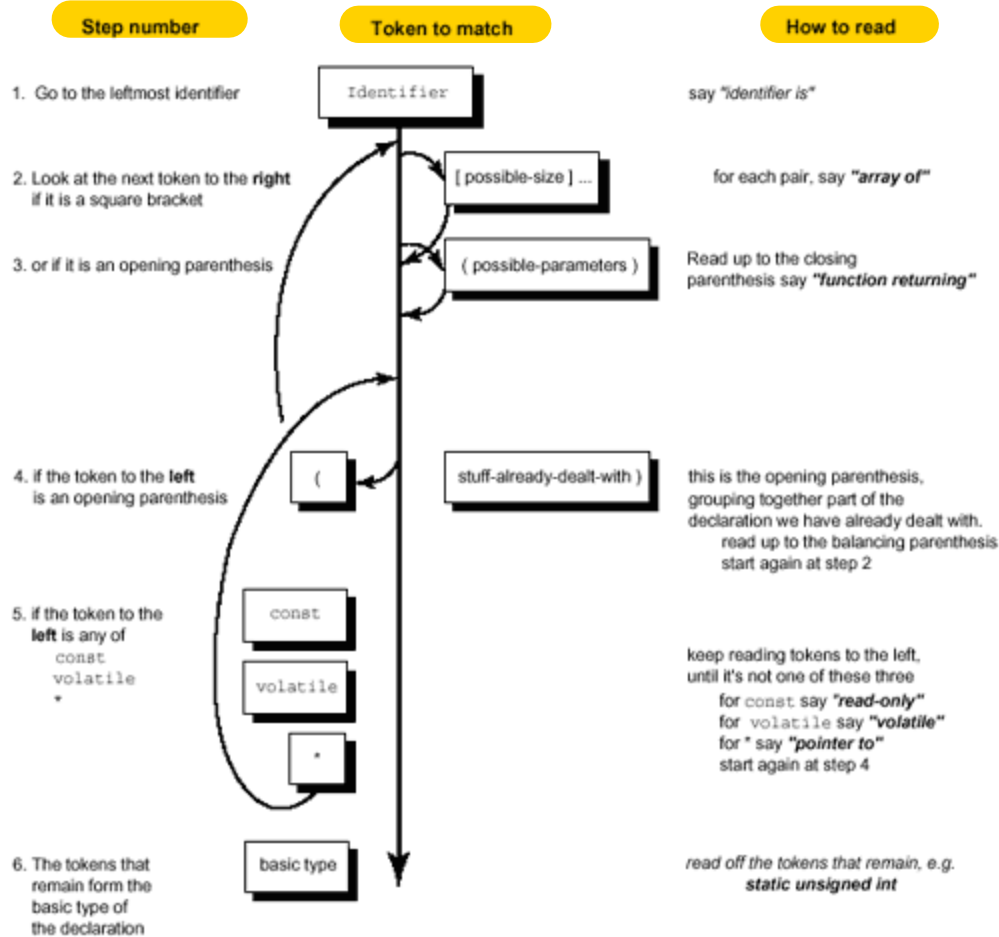 Step number
Token to match
How to read
1. Go to the leftmost identifier
Identifier
say "identifier is"
2. Look at the next token to the right
if it is a square bracket
[ possible-size ] ...
for each pair, say "array of"
3. or if it is an opening parenthesis
( possible-parameters )
Read up to the closing
parenthesis say "function returning"
4. if the token to the left
is an opening parenthesis
(
stuff-already-dealt-with )
this is the opening parenthesis,
grouping together part of the
declaration we have already dealt with.
read up to the balancing parenthesis
start again at step 2
5. if the token to the
left is any of
const
volatile
*
const
volatile
*
keep reading tokens to the left,
until it's not one of these three
for const say "read-only"
for volatile say "volatile"
for * say "pointer to"
start again at step 4
6. The tokens that
remain form the
basic type of
the declaration
basic type
read off the tokens that remain, e.g.
static unsigned int